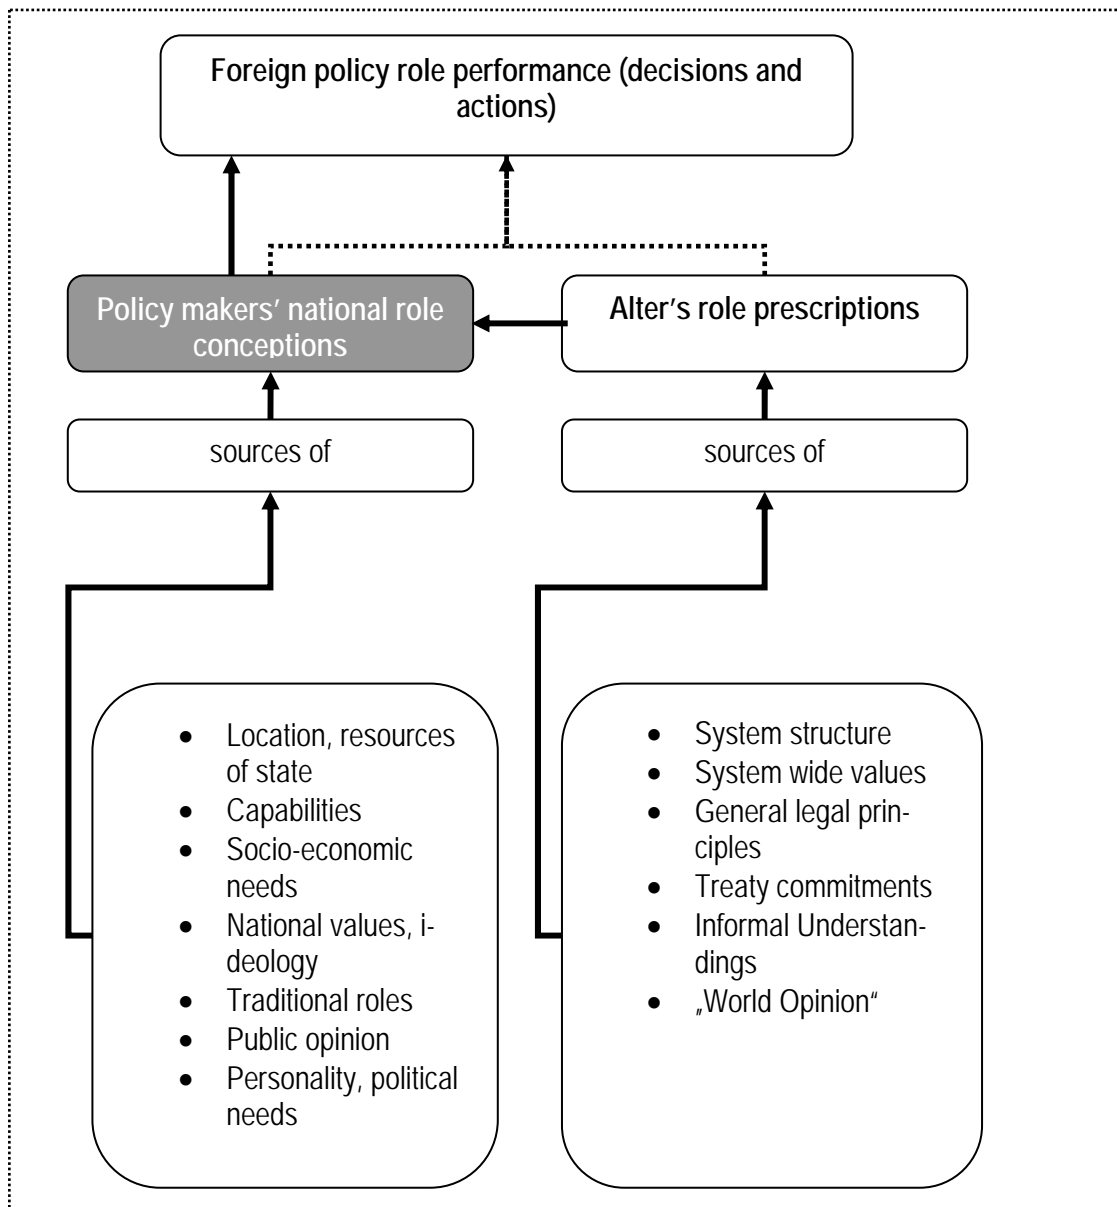 Foreign policy role performance (decisions and
actions)
Policy makers’ national role
conceptions
Alter’s role prescriptions
sources of
sources of
• Location, resources
of state
• Capabilities
• Socio-economic
needs
• National values, i-
deology
• Traditional roles
• Public opinion
• Personality, political
needs
• System structure
• System wide values
• General legal prin-
ciples
• Treaty commitments
• Informal Understan-
dings
• „World Opinion“